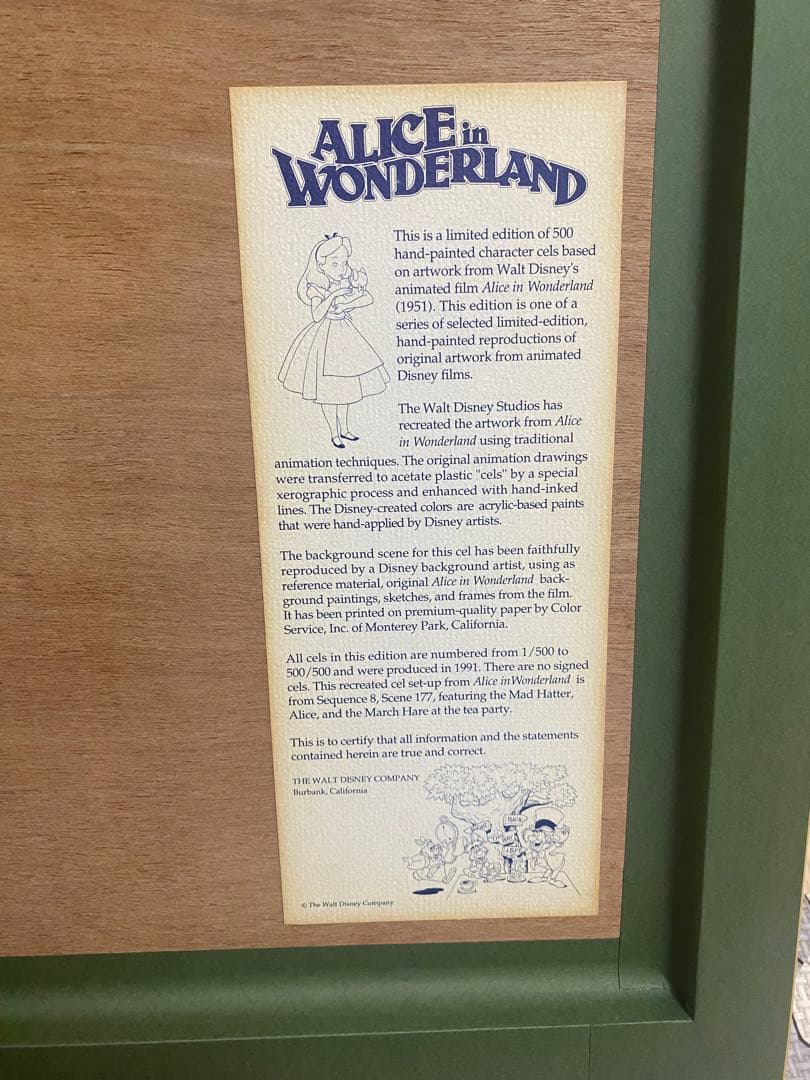 ALICE in
WONDERLAND
This is a limited edition of 500
hand-painted character cels based
on artwork from Walt Disney's
animated film Alice in Wonderland
(1951). This edition is one of a
series of selected limited-edition,
hand-painted reproductions of
original artwork from animated
Disney films.
The Walt Disney Studios has
recreated the artwork from Alice
in Wonderland using traditional
animation techniques. The original animation drawings
were transferred to acetate plastic "cels" by a special
xerographic process and enhanced with hand-inked
lines. The Disney-created colors are acrylic-based paints
that were hand-applied by Disney artists.
The background scene for this cel has been faithfully
reproduced by a Disney background artist, using as
reference material, original Alice in Wonderland back-
ground paintings, sketches, and frames from the film.
It has been printed on premium-quality paper by Color
Service, Inc. of Monterey Park, California.
All cels in this edition are numbered from 1/500 to
500/500 and were produced in 1991. There are no signed
cels. This recreated cel set-up from Alice in Wonderland is
from Sequence 8, Scene 177, featuring the Mad Hatter,
Alice, and the March Hare at the tea party.
This is to certify that all information and the statements
contained herein are true and correct.
THE WALT DISNEY COMPANY
Burbank, California
BACK
© The Walt Disney Company